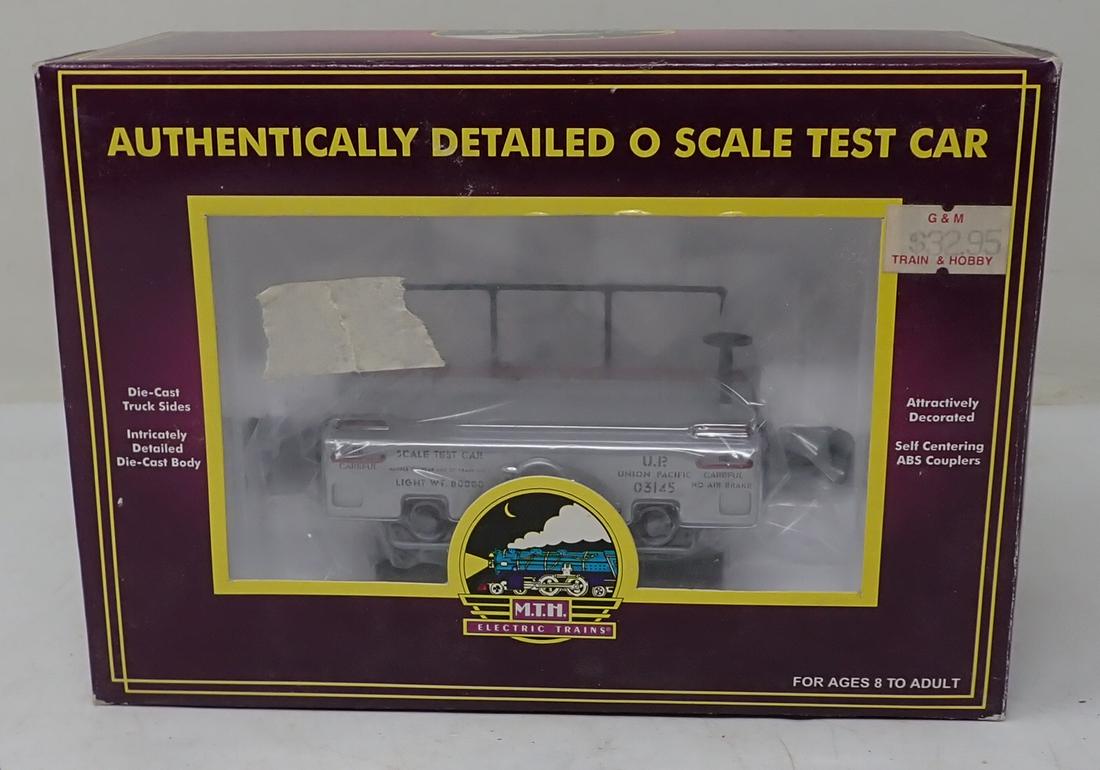 AUTHENTICALLY DETAILED O SCALE TEST CAR
G & M
$32.95
TRAIN & HOBBY
Die-Cast
Truck Sides
Intricately
Detailed
Die-Cast Body
Attractively
Decorated
Self Centering
ABS Couplers
SCALE TEST CAR
CAREFUL
LIGHT WT. 80000
U.P.
UNION PACIFIC
03145
CAREFUL
NO AIR BRAKE
M.T.H.
ELECTRIC TRAINS®
FOR AGES 8 TO ADULT